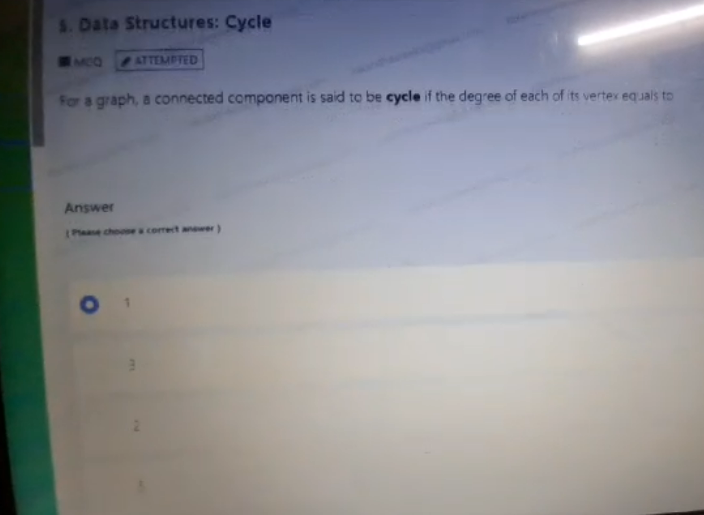 5. Data Structures: Cycle
MCQ ATTEMPTED
For a graph, a connected component is said to be cycle if the degree of each of its vertex equals to
Answer
( Please choose a correct answer )
1
3
2